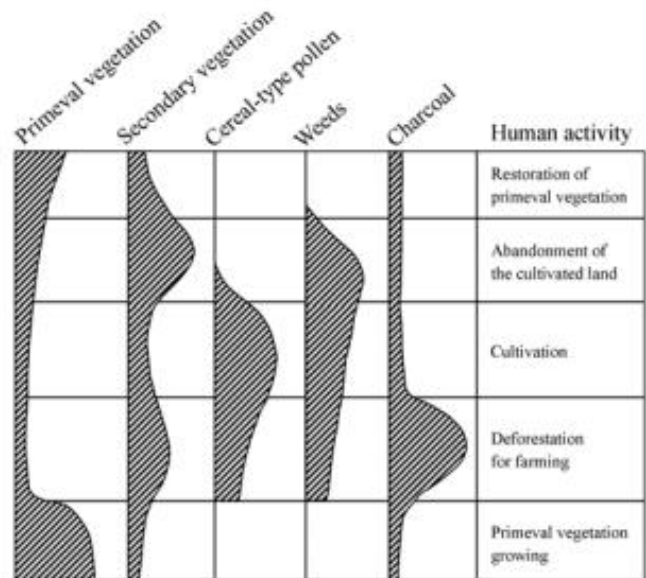 Primeval vegetation
Secondary vegetation
Cereal-type pollen
Weeds
Charcoal
Human activity
Restoration of
primeval vegetation
Abandonment of
the cultivated land
Cultivation
Deforestation
for farming
Primeval vegetation
growing